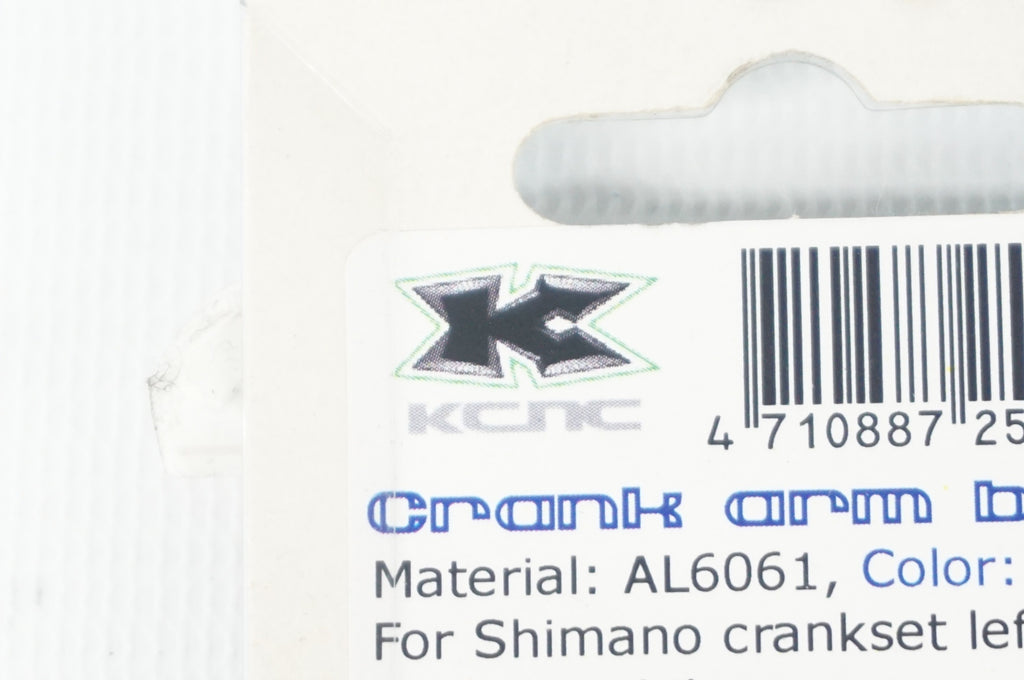 KCNC
4 710887 25
Crank arm b
Material: AL6061, Color:
For Shimano crankset lef